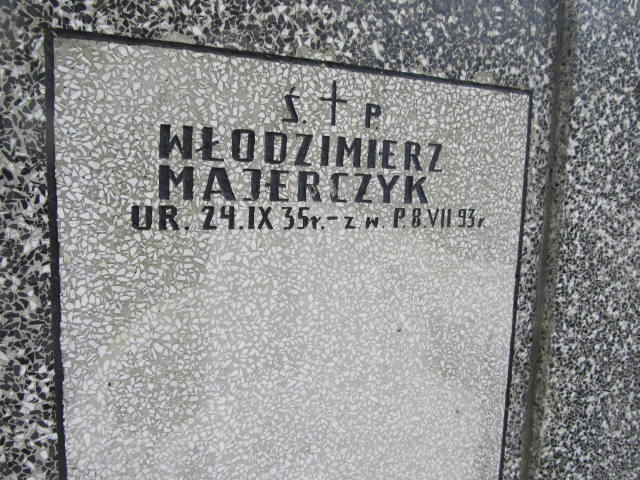 Ś. † P
WŁODZIMIERZ
MAJERCZYK
UR. 24.IX 35r.- z w. P. 8.VII 93r